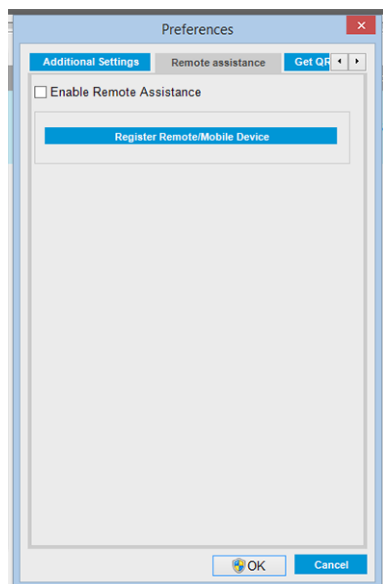 Preferences
Additional Settings Remote assistance Get QR
Enable Remote Assistance
Register Remote/Mobile Device
OK Cancel